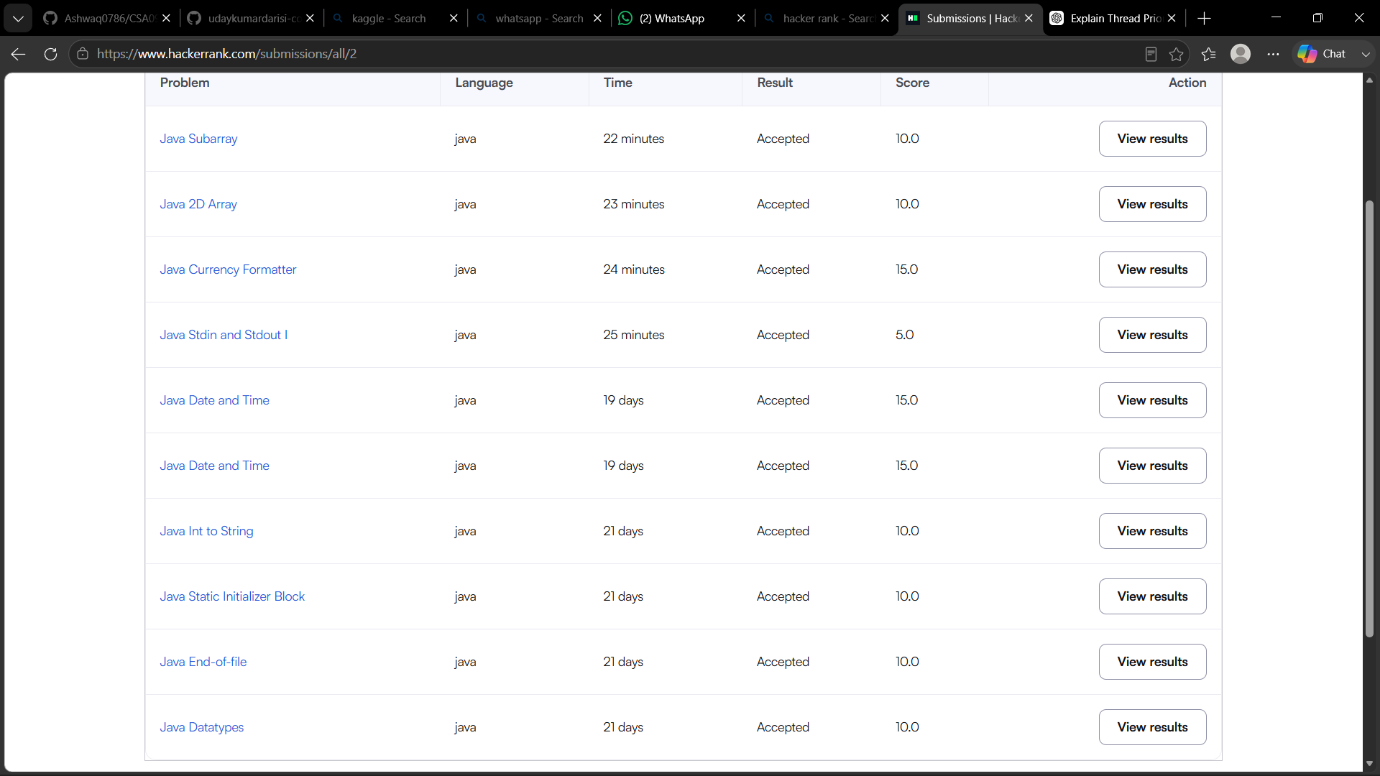 Ashwaq0786/CSA0
udaykumardarisi-c
kaggle - Search
whatsapp - Search
(2) WhatsApp
hacker rank - Searc
Submissions | Hack
Explain Thread Prio
https://www.hackerrank.com/submissions/all/2
Chat
Problem Language Time Result Score Action
Java Subarray java 22 minutes Accepted 10.0 View results
Java 2D Array java 23 minutes Accepted 10.0 View results
Java Currency Formatter java 24 minutes Accepted 15.0 View results
Java Stdin and Stdout I java 25 minutes Accepted 5.0 View results
Java Date and Time java 19 days Accepted 15.0 View results
Java Date and Time java 19 days Accepted 15.0 View results
Java Int to String java 21 days Accepted 10.0 View results
Java Static Initializer Block java 21 days Accepted 10.0 View results
Java End-of-file java 21 days Accepted 10.0 View results
Java Datatypes java 21 days Accepted 10.0 View results